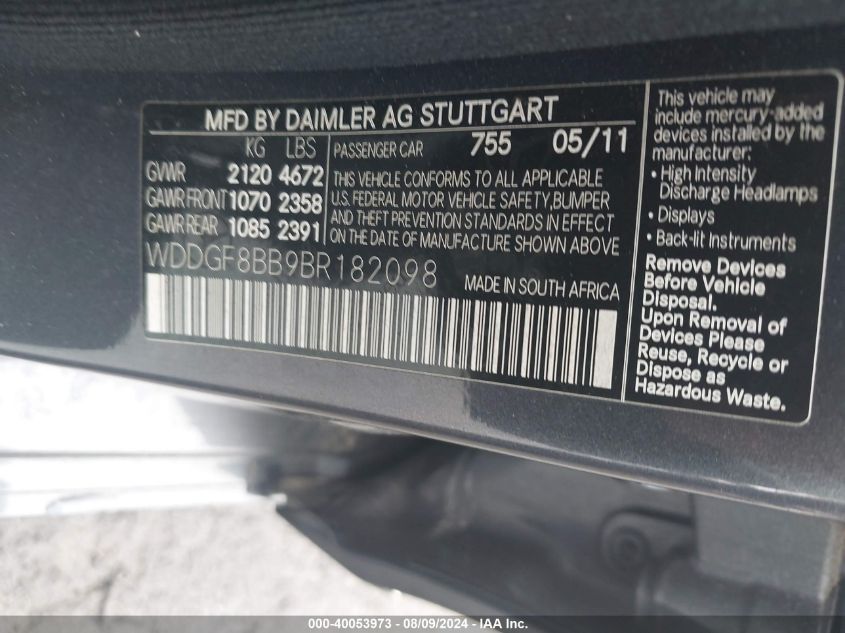 MFD BY DAIMLER AG STUTTGART
KG LBS
GVWR 2120 4672
GAWR FRONT 1070 2358
GAWR REAR 1085 2391
PASSENGER CAR 755 05/11
THIS VEHICLE CONFORMS TO ALL APPLICABLE
U.S. FEDERAL MOTOR VEHICLE SAFETY,BUMPER
AND THEFT PREVENTION STANDARDS IN EFFECT
ON THE DATE OF MANUFACTURE SHOWN ABOVE
WDDGF8BB9BR182098
MADE IN SOUTH AFRICA
This vehicle may
include mercury-added
devices installed by the
manufacturer:
• High Intensity
Discharge Headlamps
• Displays
• Back-lit Instruments
Remove Devices
Before Vehicle
Disposal.
Upon Removal of
Devices Please
Reuse, Recycle or
Dispose as
Hazardous Waste.
000-40053973 - 08/09/2024 - IAA Inc.